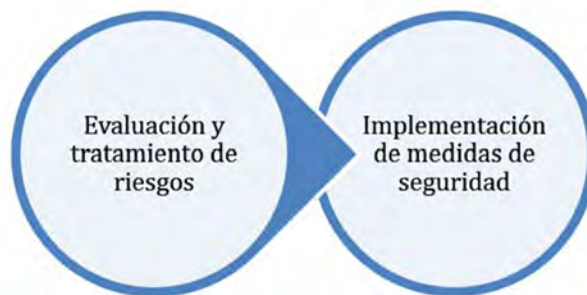 Evaluación y
tratamiento de
riesgos
Implementación
de medidas de
seguridad